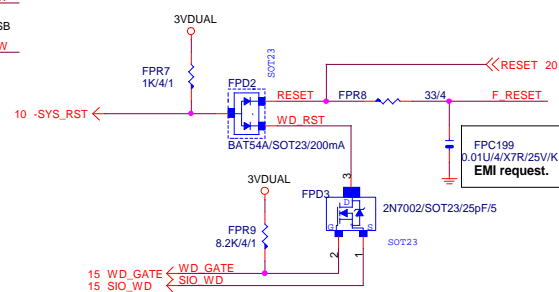 SB
W
3VDUAL
FPR7
1K/4/1
SOT23
FPD2
RESET 20
RESET
FPR8
33/4
F_RESET
10 -SYS_RST
WD_RST
BAT54A/SOT23/200mA
FPC199
0.01U/4/X7R/25V/K
EMI request.
3VDUAL
3
FPD3
D
2N7002/SOT23/25pF/5
G
S
FPR9
8.2K/4/1
SOT23
2
1
15 WD_GATE
WD_GATE
15 SIO_WD
SIO_WD